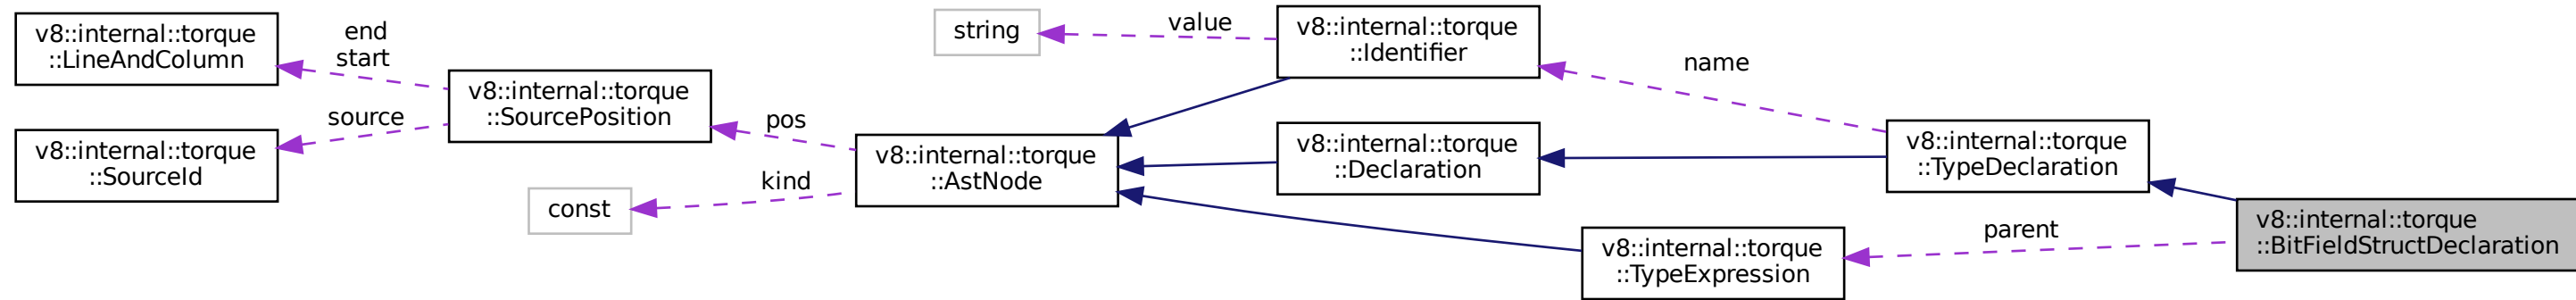 v8::internal::torque
::LineAndColumn
end
start
v8::internal::torque
::SourceId
source
v8::internal::torque
::SourcePosition
pos
const
kind
v8::internal::torque
::AstNode
string
value
v8::internal::torque
::Identifier
v8::internal::torque
::Declaration
v8::internal::torque
::TypeExpression
name
v8::internal::torque
::TypeDeclaration
parent
v8::internal::torque
::BitFieldStructDeclaration